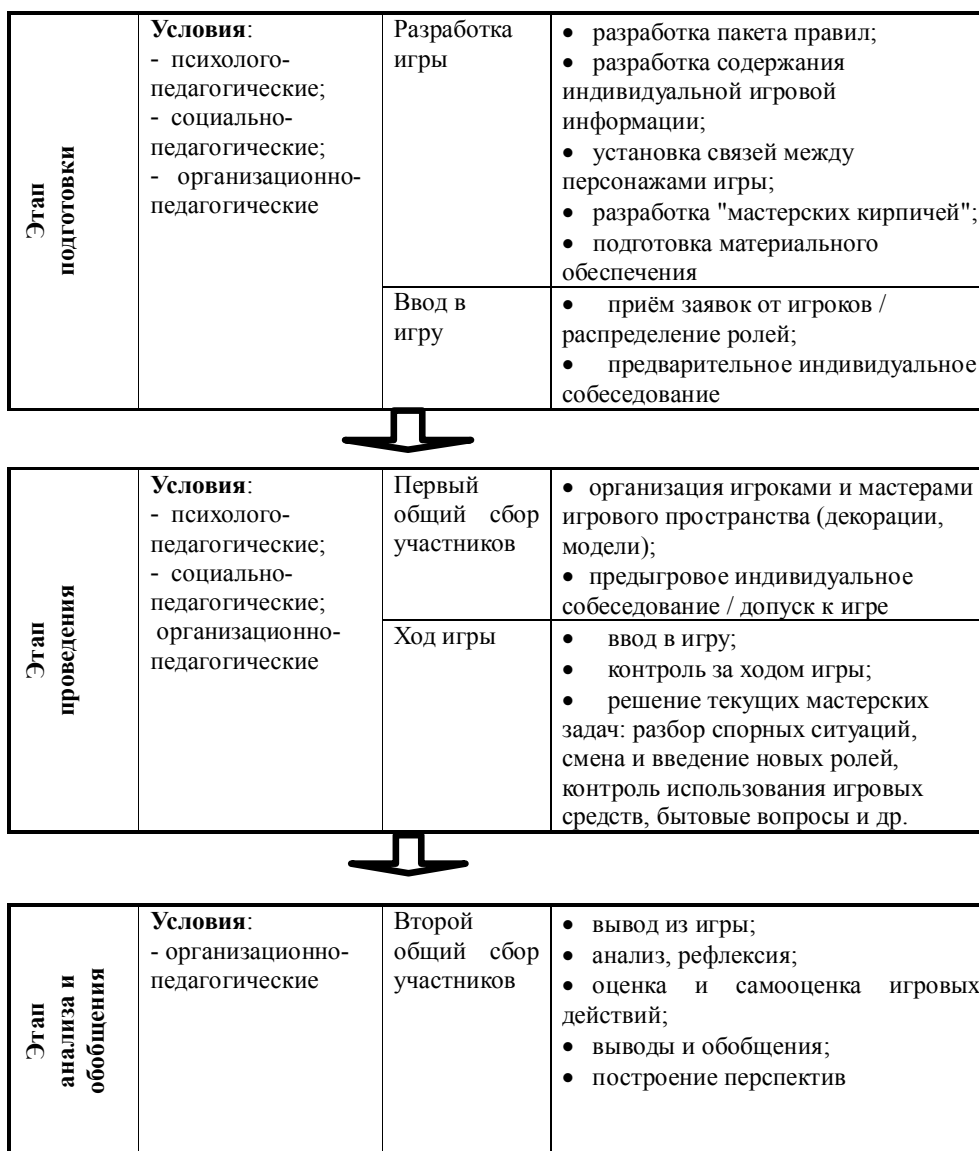 Этап
подготовки
Условия:
- психолого-
педагогические;
- социально-
педагогические;
- организационно-
педагогические
Разработка
игры
• разработка пакета правил;
• разработка содержания
индивидуальной игровой
информации;
• установка связей между
персонажами игры;
• разработка "мастерских кирпичей";
• подготовка материального
обеспечения
Ввод в
игру
• приём заявок от игроков /
распределение ролей;
• предварительное индивидуальное
собеседование
Этап
проведения
Условия:
- психолого-
педагогические;
- социально-
педагогические;
организационно-
педагогические
Первый
общий сбор
участников
• организация игроками и мастерами
игрового пространства (декорации,
модели);
• предыгровое индивидуальное
собеседование / допуск к игре
Ход игры
• ввод в игру;
• контроль за ходом игры;
• решение текущих мастерских
задач: разбор спорных ситуаций,
смена и введение новых ролей,
контроль использования игровых
средств, бытовые вопросы и др.
Этап
анализа и
обобщения
Условия:
- организационно-
педагогические
Второй
общий сбор
участников
• вывод из игры;
• анализ, рефлексия;
• оценка и самооценка игровых
действий;
• выводы и обобщения;
• построение перспектив